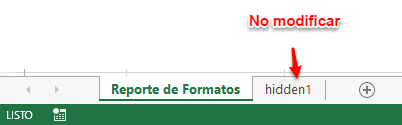 No modificar
Reporte de Formatos hidden1
LISTO